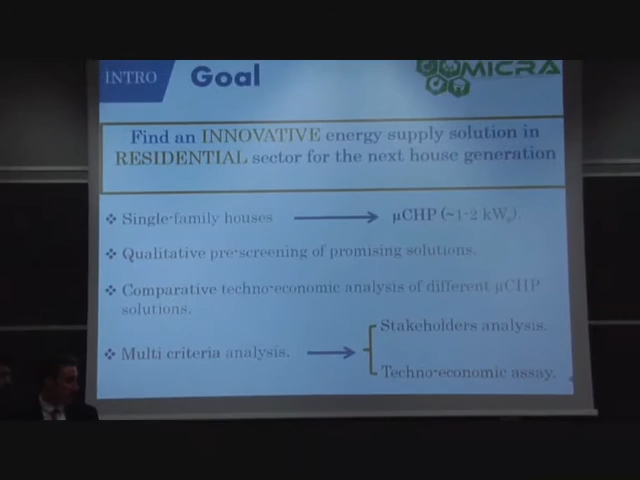 INTRO
Goal
MICRA
Find an INNOVATIVE energy supply solution in
RESIDENTIAL sector for the next house generation
❖ Single-family houses → µCHP (~1-2 kWe).
❖ Qualitative pre-screening of promising solutions.
❖ Comparative techno-economic analysis of different µCHP
solutions.
Stakeholders analysis.
❖ Multi criteria analysis. →
Techno-economic assay.